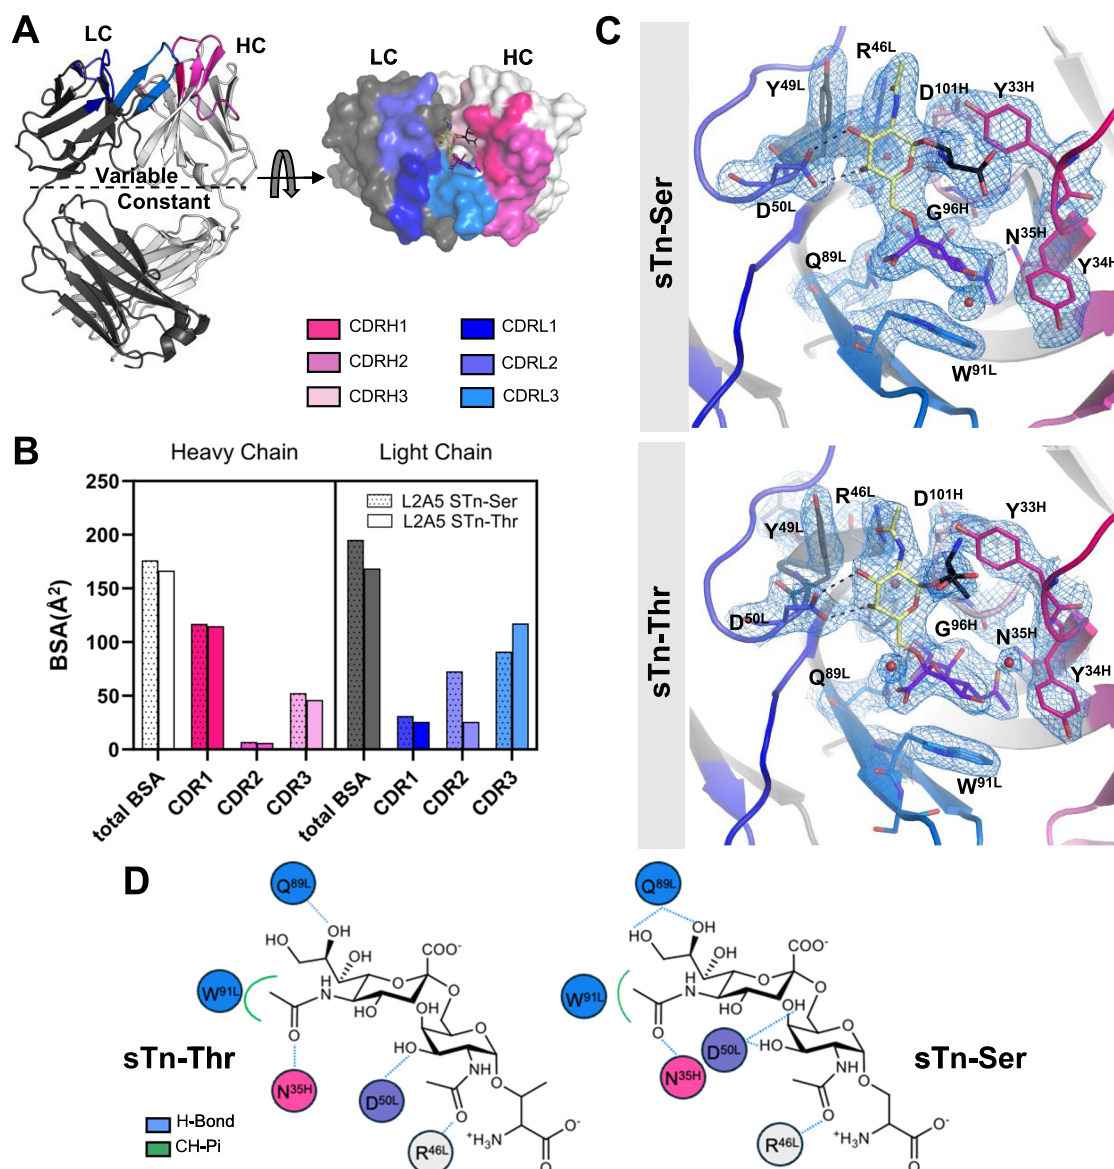 A
LC
HC
Variable
Constant
LC
HC
CDRH1
CDRL1
CDRH2
CDRL2
CDRH3
CDRL3
B
Heavy Chain
Light Chain
BSA(Å²)
250
200
150
100
50
0
L2A5 STn-Ser
L2A5 STn-Thr
total BSA
CDR1
CDR2
CDR3
total BSA
CDR1
CDR2
CDR3
C
sTn-Ser
R⁴⁶ᴸ
Y⁴⁹ᴸ
D¹⁰¹ᴴ
Y³³ᴴ
D⁵⁰ᴸ
G⁹⁶ᴴ
N³⁵ᴴ
Q⁸⁹ᴸ
Y³⁴ᴴ
W⁹¹ᴸ
sTn-Thr
R⁴⁶ᴸ
D¹⁰¹ᴴ
Y³³ᴴ
Y⁴⁹ᴸ
D⁵⁰ᴸ
G⁹⁶ᴴ
N³⁵ᴴ
Q⁸⁹ᴸ
Y³⁴ᴴ
W⁹¹ᴸ
D
Q⁸⁹ᴸ
OH
HO
OH
COO⁻
HO
H
N
O
W⁹¹ᴸ
O
HO
O
OH
O
HO
NH
O
O
sTn-Thr
N³⁵ᴴ
D⁵⁰ᴸ
R⁴⁶ᴸ
⁺H₃N
O⁻
O
H-Bond
CH-Pi
Q⁸⁹ᴸ
OH
HO
OH
COO⁻
HO
H
N
O
W⁹¹ᴸ
O
HO
O
OH
O
HO
NH
O
O
D⁵⁰ᴸ
N³⁵ᴴ
sTn-Ser
R⁴⁶ᴸ
⁺H₃N
O⁻
O